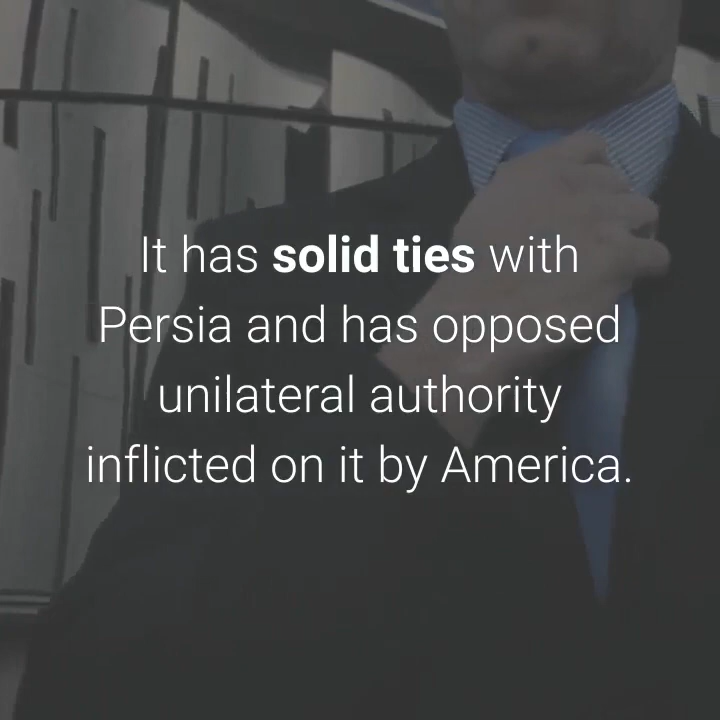 It has solid ties with
Persia and has opposed
unilateral authority
inflicted on it by America.